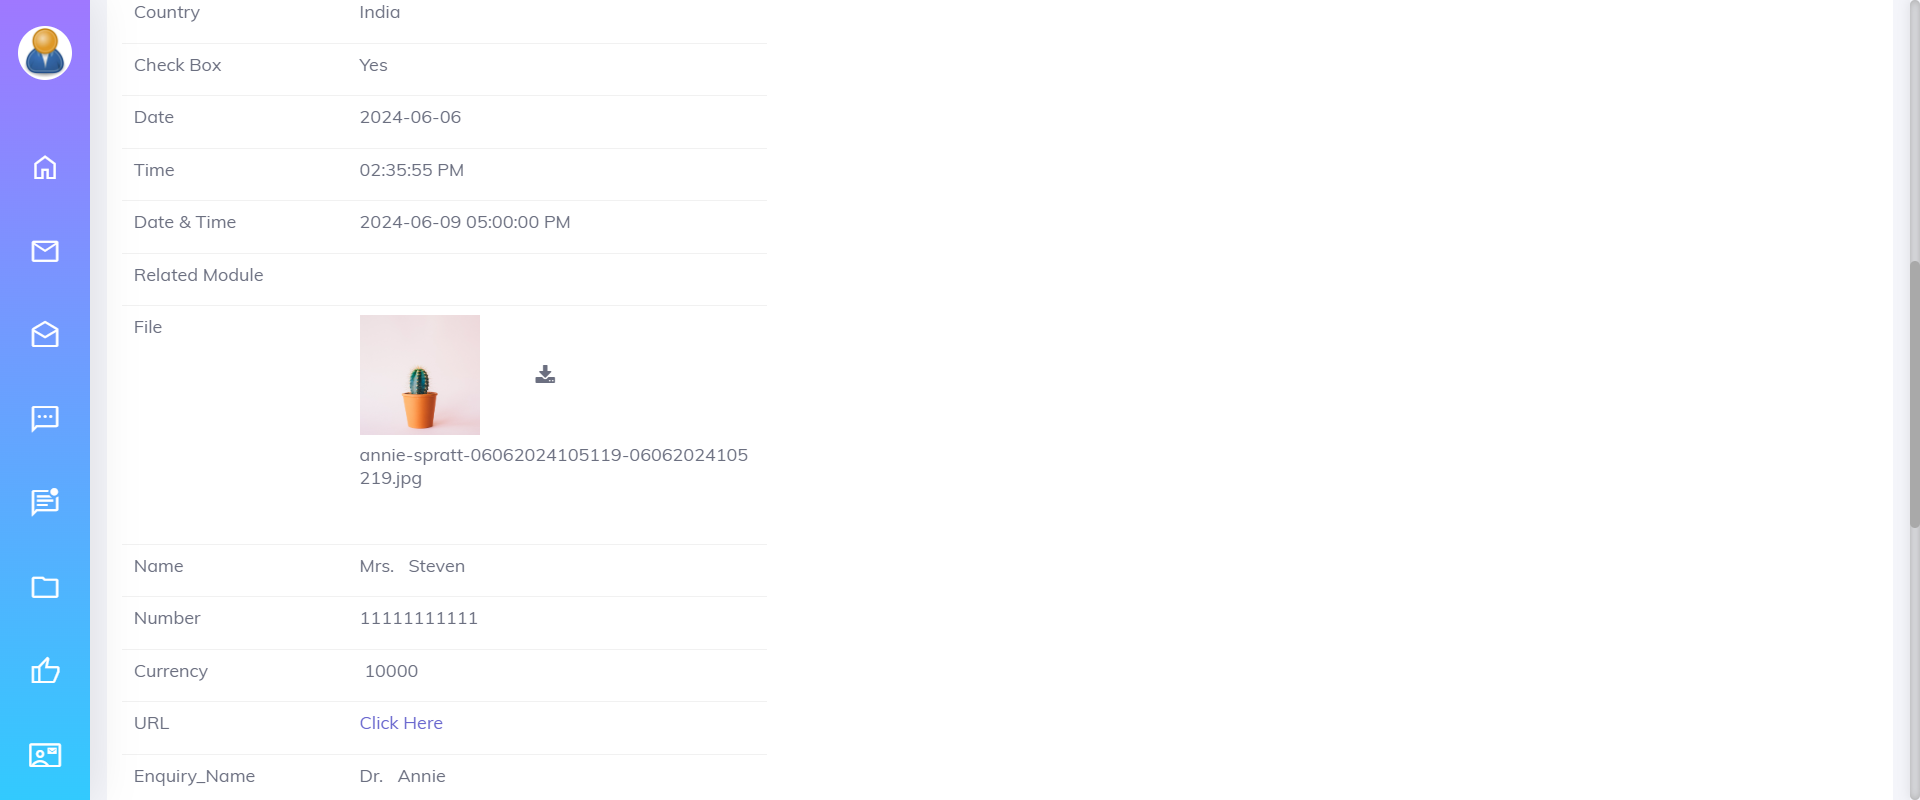 Country India
Check Box Yes
Date 2024-06-06
Time 02:35:55 PM
Date & Time 2024-06-09 05:00:00 PM
Related Module
File
annie-spratt-06062024105119-06062024105
219.jpg
Name Mrs. Steven
Number 11111111111
Currency 10000
URL Click Here
Enquiry_Name Dr. Annie